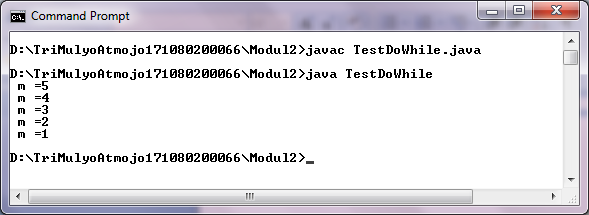 Command Prompt
D:\TriMulyoAtmojo171080200066\Modul2>javac TestDoWhile.java
D:\TriMulyoAtmojo171080200066\Modul2>java TestDoWhile
m =5
m =4
m =3
m =2
m =1
D:\TriMulyoAtmojo171080200066\Modul2>_